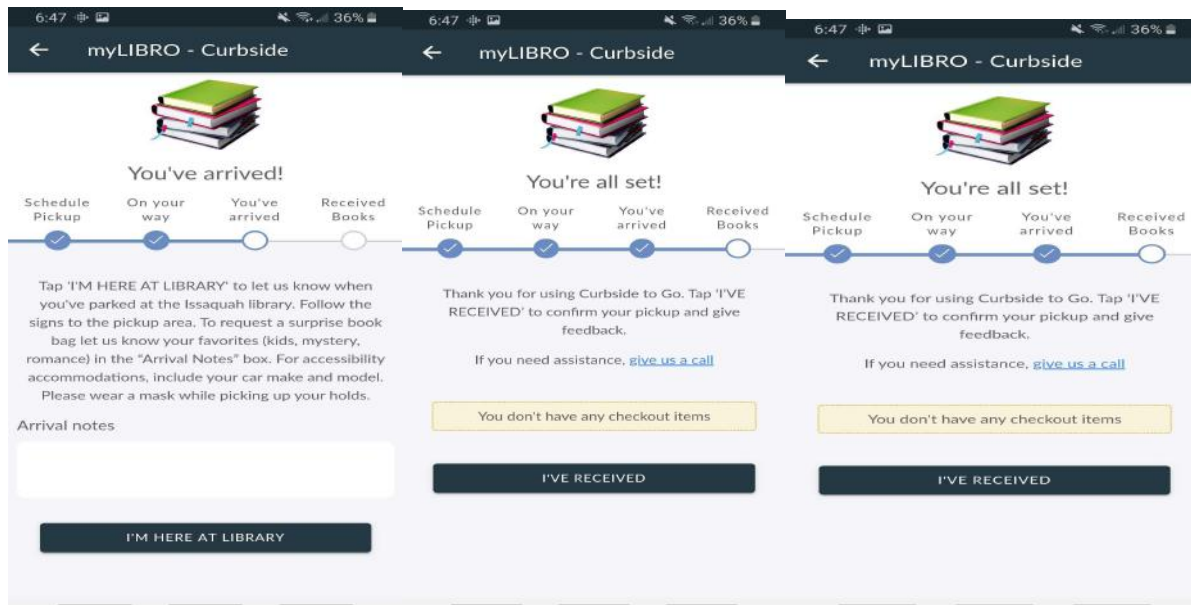 6:47 36%
myLIBRO - Curbside
You've arrived!
Schedule Pickup
On your way
You've arrived
Received Books
Tap 'I'M HERE AT LIBRARY' to let us know when
you've parked at the Issaquah library. Follow the
signs to the pickup area. To request a surprise book
bag let us know your favorites (kids, mystery,
romance) in the "Arrival Notes" box. For accessibility
accommodations, include your car make and model.
Please wear a mask while picking up your holds.
Arrival notes
I'M HERE AT LIBRARY
6:47 36%
myLIBRO - Curbside
You're all set!
Schedule Pickup
On your way
You've arrived
Received Books
Thank you for using Curbside to Go. Tap 'I'VE
RECEIVED' to confirm your pickup and give
feedback.
If you need assistance, give us a call
You don't have any checkout items
I'VE RECEIVED
6:47 36%
myLIBRO - Curbside
You're all set!
Schedule Pickup
On your way
You've arrived
Received Books
Thank you for using Curbside to Go. Tap 'I'VE
RECEIVED' to confirm your pickup and give
feedback.
If you need assistance, give us a call
You don't have any checkout items
I'VE RECEIVED